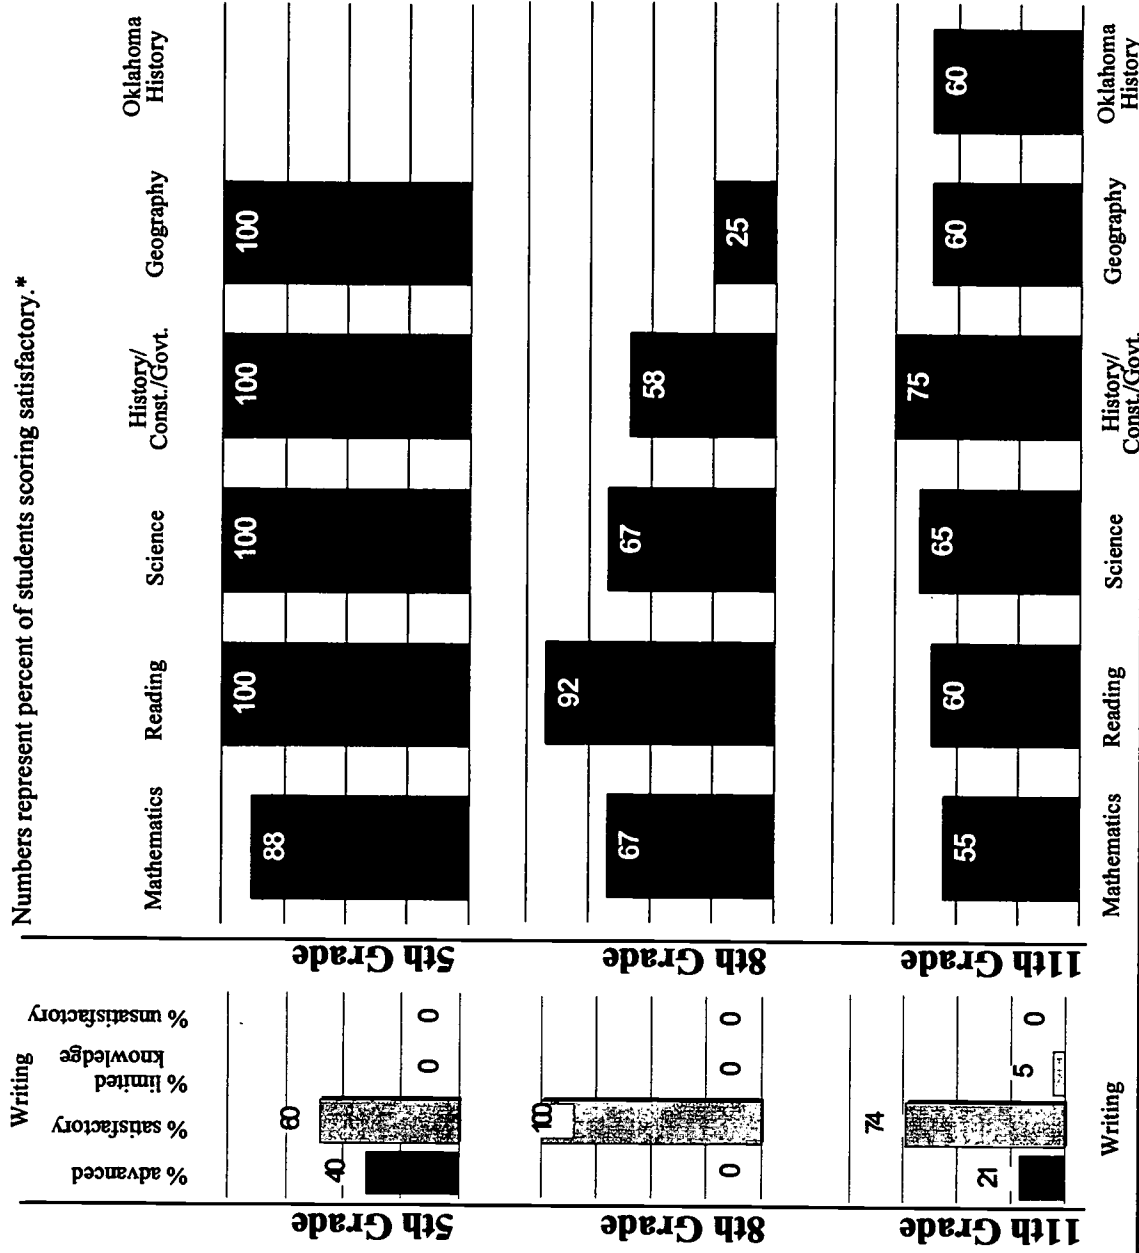 Numbers represent percent of students scoring satisfactory.*
Writing
% advanced
% satisfactory
% limited
knowledge
% unsatisfactory
Mathematics
Reading
Science
History/
Const./Govt.
Geography
Oklahoma
History
5th Grade
40
60
0
0
5th Grade
88
100
100
100
100
8th Grade
0
100
0
0
8th Grade
67
92
67
58
25
11th Grade
21
74
5
0
11th Grade
55
60
65
75
60
60
Writing
Mathematics
Reading
Science
History/
Const./Govt.
Geography
Oklahoma
History